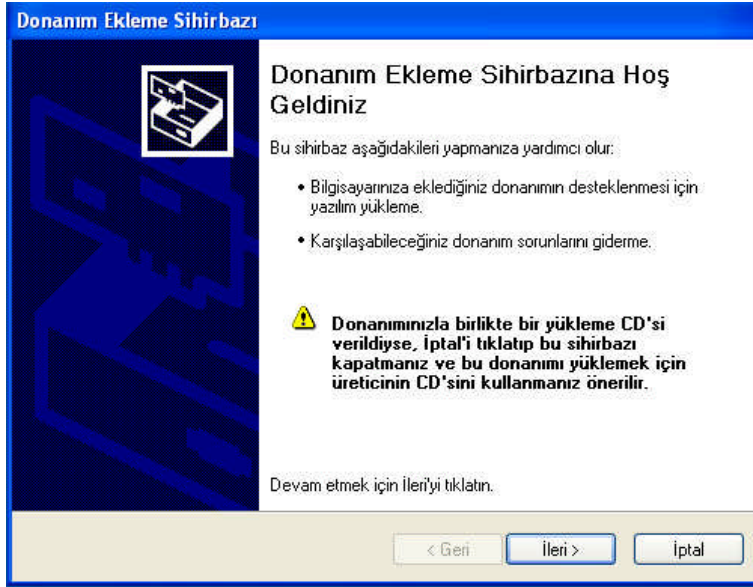 Donanım Ekleme Sihirbazı
Donanım Ekleme Sihirbazına Hoş
Geldiniz
Bu sihirbaz aşağıdakileri yapmanıza yardımcı olur:
• Bilgisayarınıza eklediğiniz donanımın desteklenmesi için
yazılım yükleme.
• Karşılaşabileceğiniz donanım sorunlarını giderme.
Donanımınızla birlikte bir yükleme CD'si
verildiyse, İptal'i tıklatıp bu sihirbazı
kapatmanız ve bu donanımı yüklemek için
üreticinin CD'sini kullanmanız önerilir.
Devam etmek için İleri'yi tıklatın.
< Geri İleri > İptal